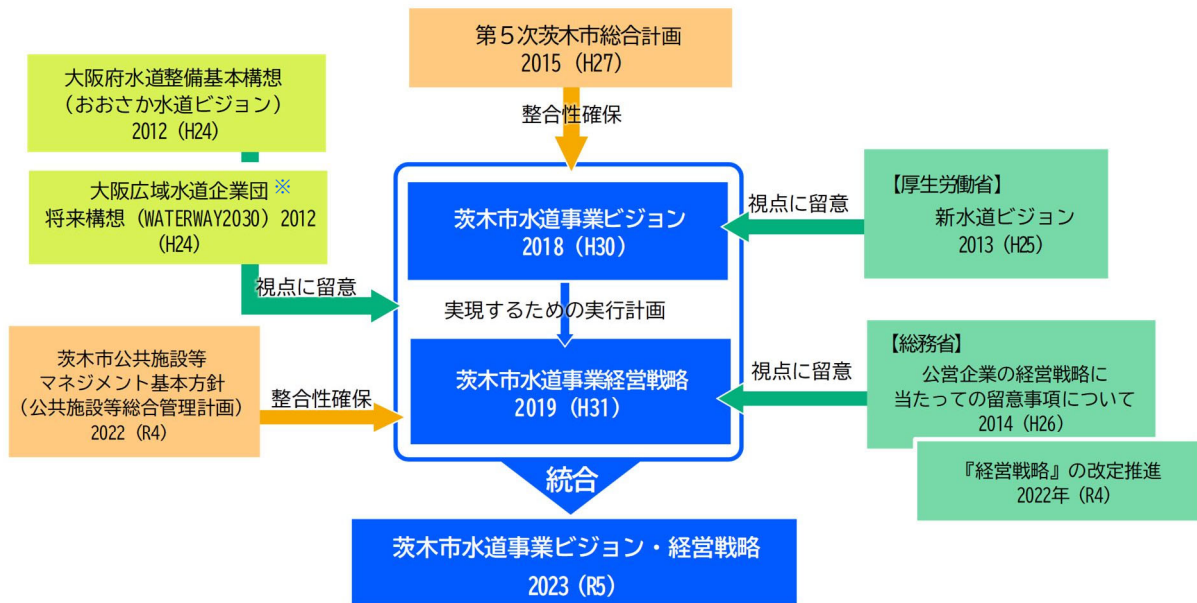 第5次茨木市総合計画
2015（H27）
整合性確保
大阪府水道整備基本構想
（おおさか水道ビジョン）
2012（H24）
大阪広域水道企業団※
将来構想（WATERWAY2030）2012
（H24）
視点に留意
茨木市水道事業ビジョン
2018（H30）
視点に留意
【厚生労働省】
新水道ビジョン
2013（H25）
実現するための実行計画
茨木市公共施設等
マネジメント基本方針
（公共施設等総合管理計画）
2022（R4）
整合性確保
茨木市水道事業経営戦略
2019（H31）
視点に留意
【総務省】
公営企業の経営戦略に
当たっての留意事項について
2014（H26）
『経営戦略』の改定推進
2022年（R4）
統合
茨木市水道事業ビジョン・経営戦略
2023（R5）